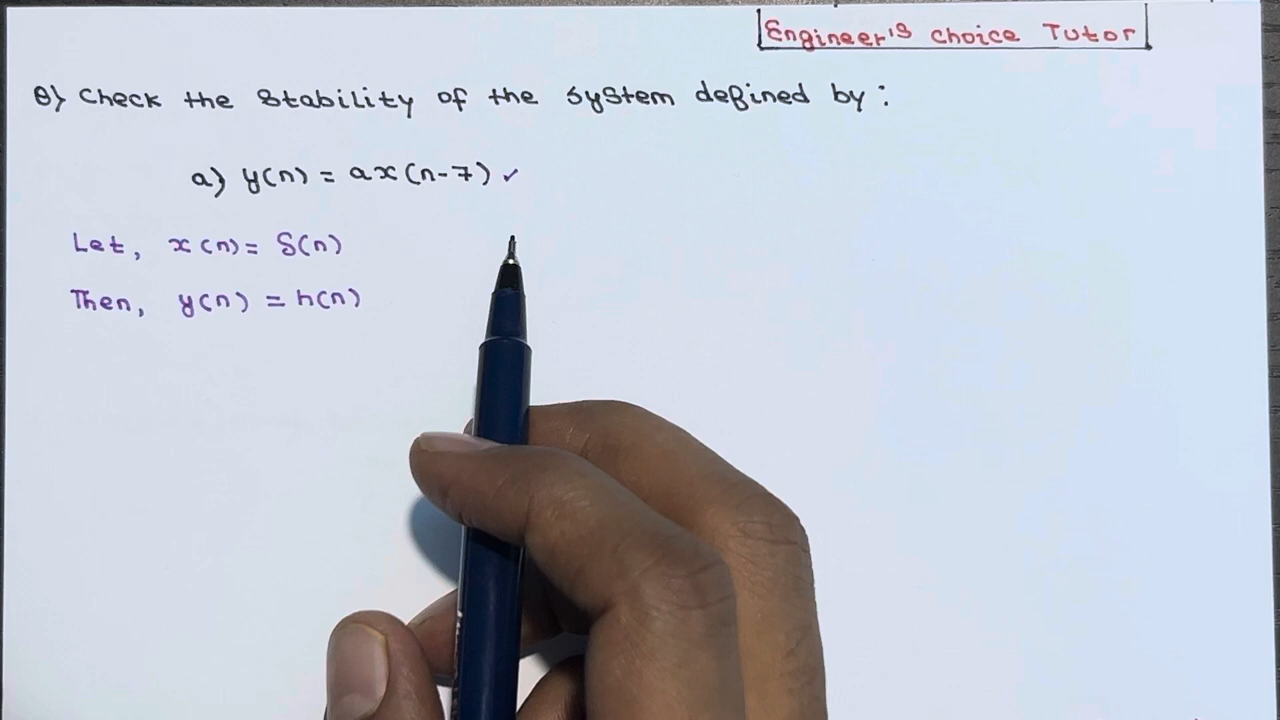 Engineer's Choice Tutor
Q) Check the Stability of the system defined by:
a) y(n) = ax(n-7) ✓
Let, x(n) = δ(n)
Then, y(n) = h(n)